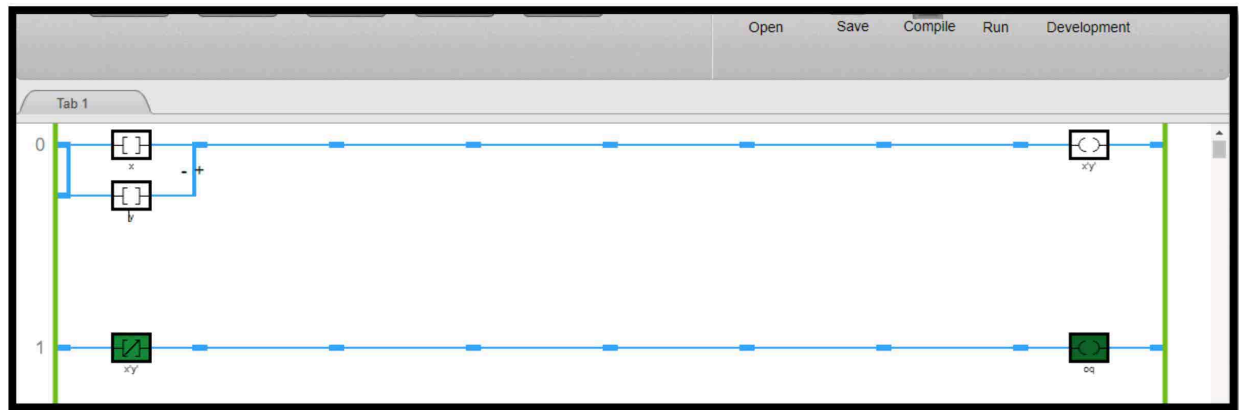 Open Save Compile Run Development
Tab 1
0
x x'y'
- +
y
1
x'y' oq